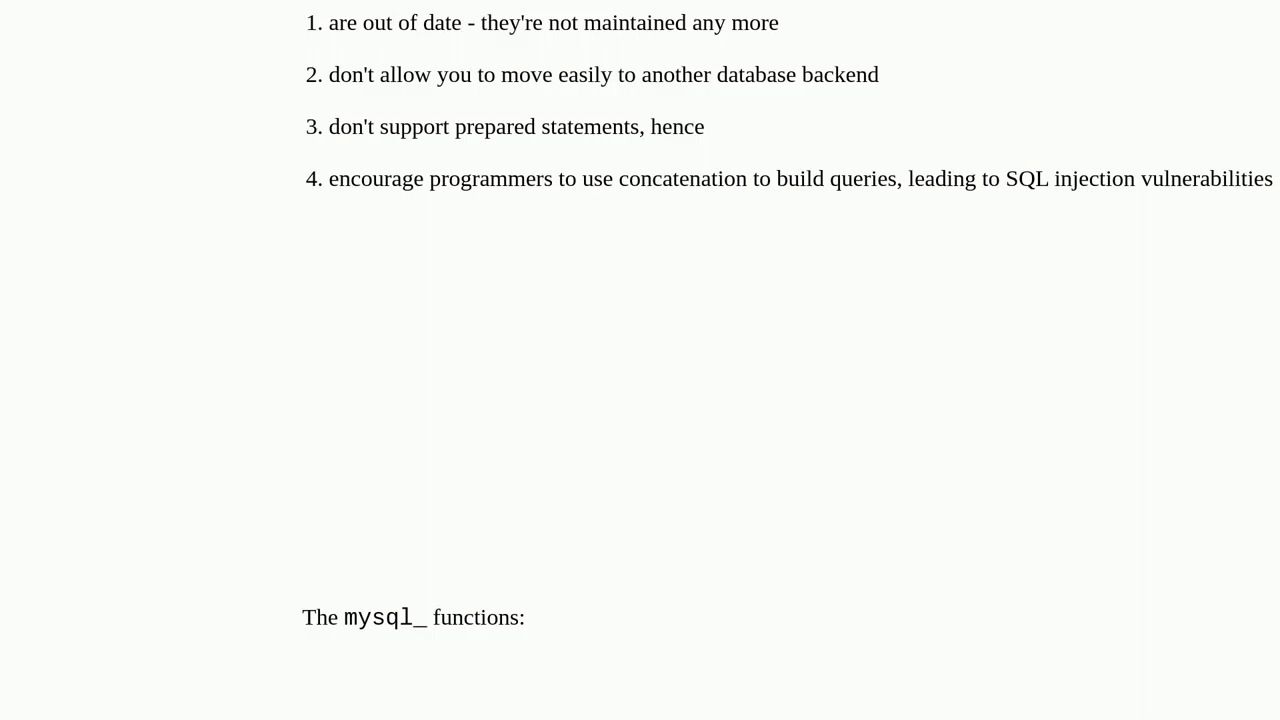 1. are out of date - they're not maintained any more
2. don't allow you to move easily to another database backend
3. don't support prepared statements, hence
4. encourage programmers to use concatenation to build queries, leading to SQL injection vulnerabilities
The mysql_ functions: